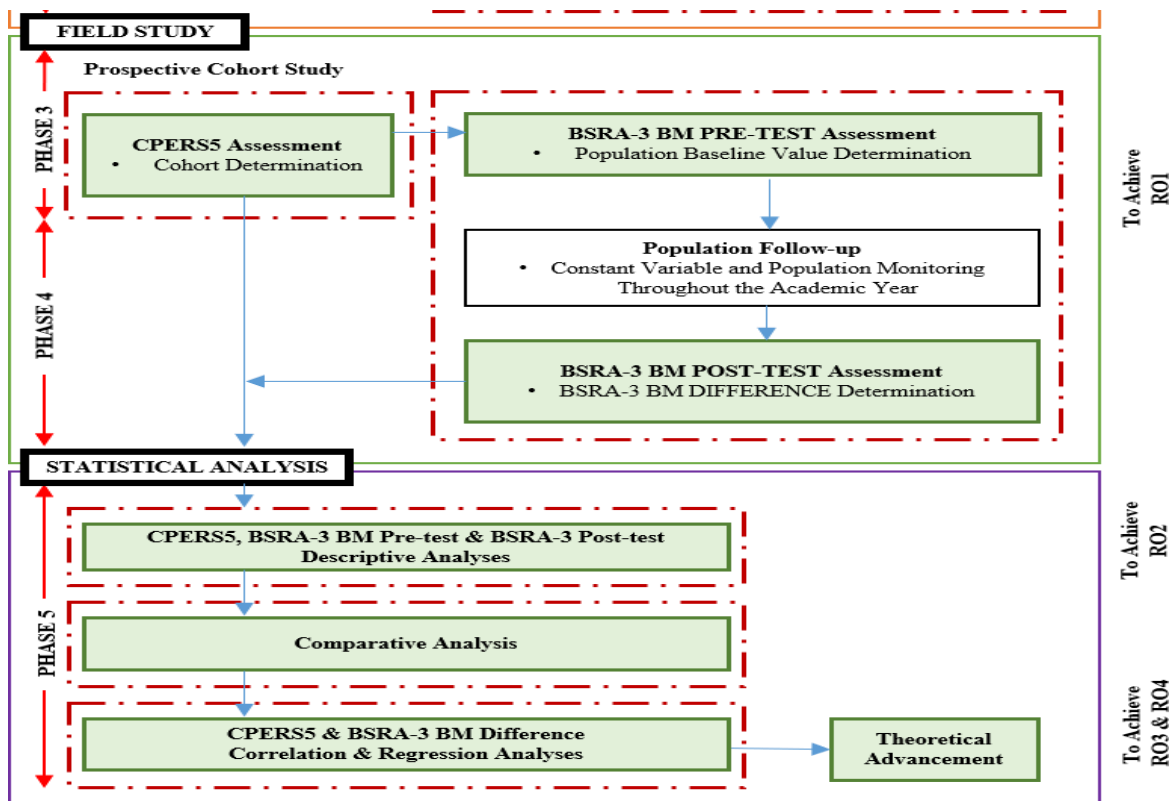 FIELD STUDY
Prospective Cohort Study
PHASE 3
CPERS5 Assessment
• Cohort Determination
BSRA-3 BM PRE-TEST Assessment
• Population Baseline Value Determination
To Achieve
RO1
Population Follow-up
• Constant Variable and Population Monitoring
Throughout the Academic Year
PHASE 4
BSRA-3 BM POST-TEST Assessment
• BSRA-3 BM DIFFERENCE Determination
STATISTICAL ANALYSIS
PHASE 5
CPERS5, BSRA-3 BM Pre-test & BSRA-3 Post-test
Descriptive Analyses
To Achieve
RO2
Comparative Analysis
CPERS5 & BSRA-3 BM Difference
Correlation & Regression Analyses
Theoretical
Advancement
To Achieve
RO3 & RO4